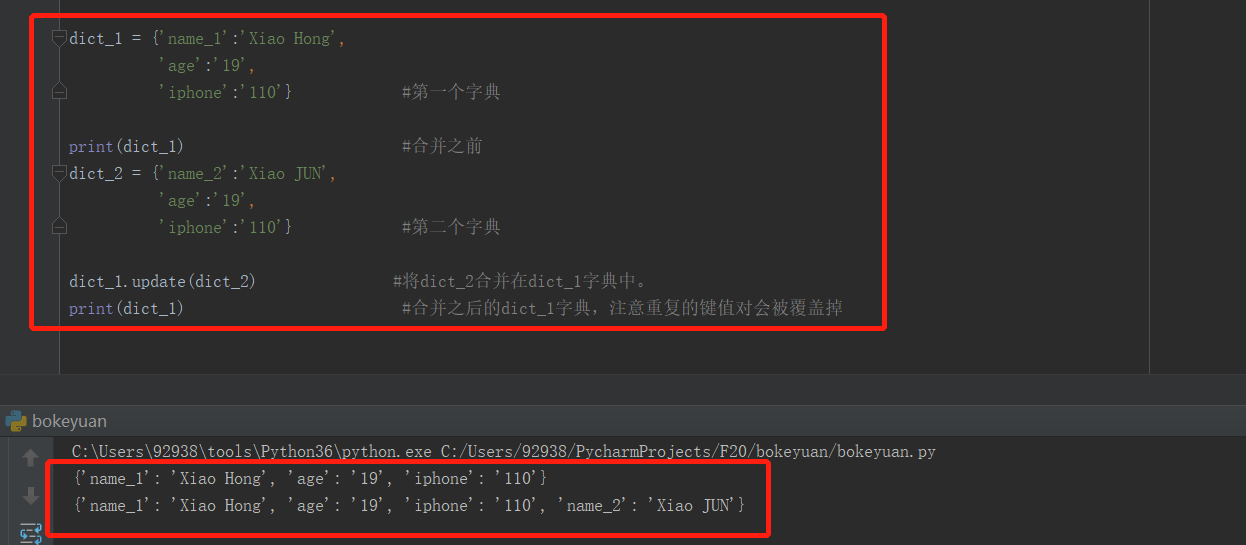 dict_1 = {'name_1':'Xiao Hong',
'age':'19',
'iphone':'110'} #第一个字典
print(dict_1) #合并之前
dict_2 = {'name_2':'Xiao JUN',
'age':'19',
'iphone':'110'} #第二个字典
dict_1.update(dict_2) #将dict_2合并在dict_1字典中。
print(dict_1) #合并之后的dict_1字典，注意重复的键值对会被覆盖掉
bokeyuan
C:\Users\92938\tools\Python36\python.exe C:/Users/92938/PycharmProjects/F20/bokeyuan/bokeyuan.py
{'name_1': 'Xiao Hong', 'age': '19', 'iphone': '110'}
{'name_1': 'Xiao Hong', 'age': '19', 'iphone': '110', 'name_2': 'Xiao JUN'}